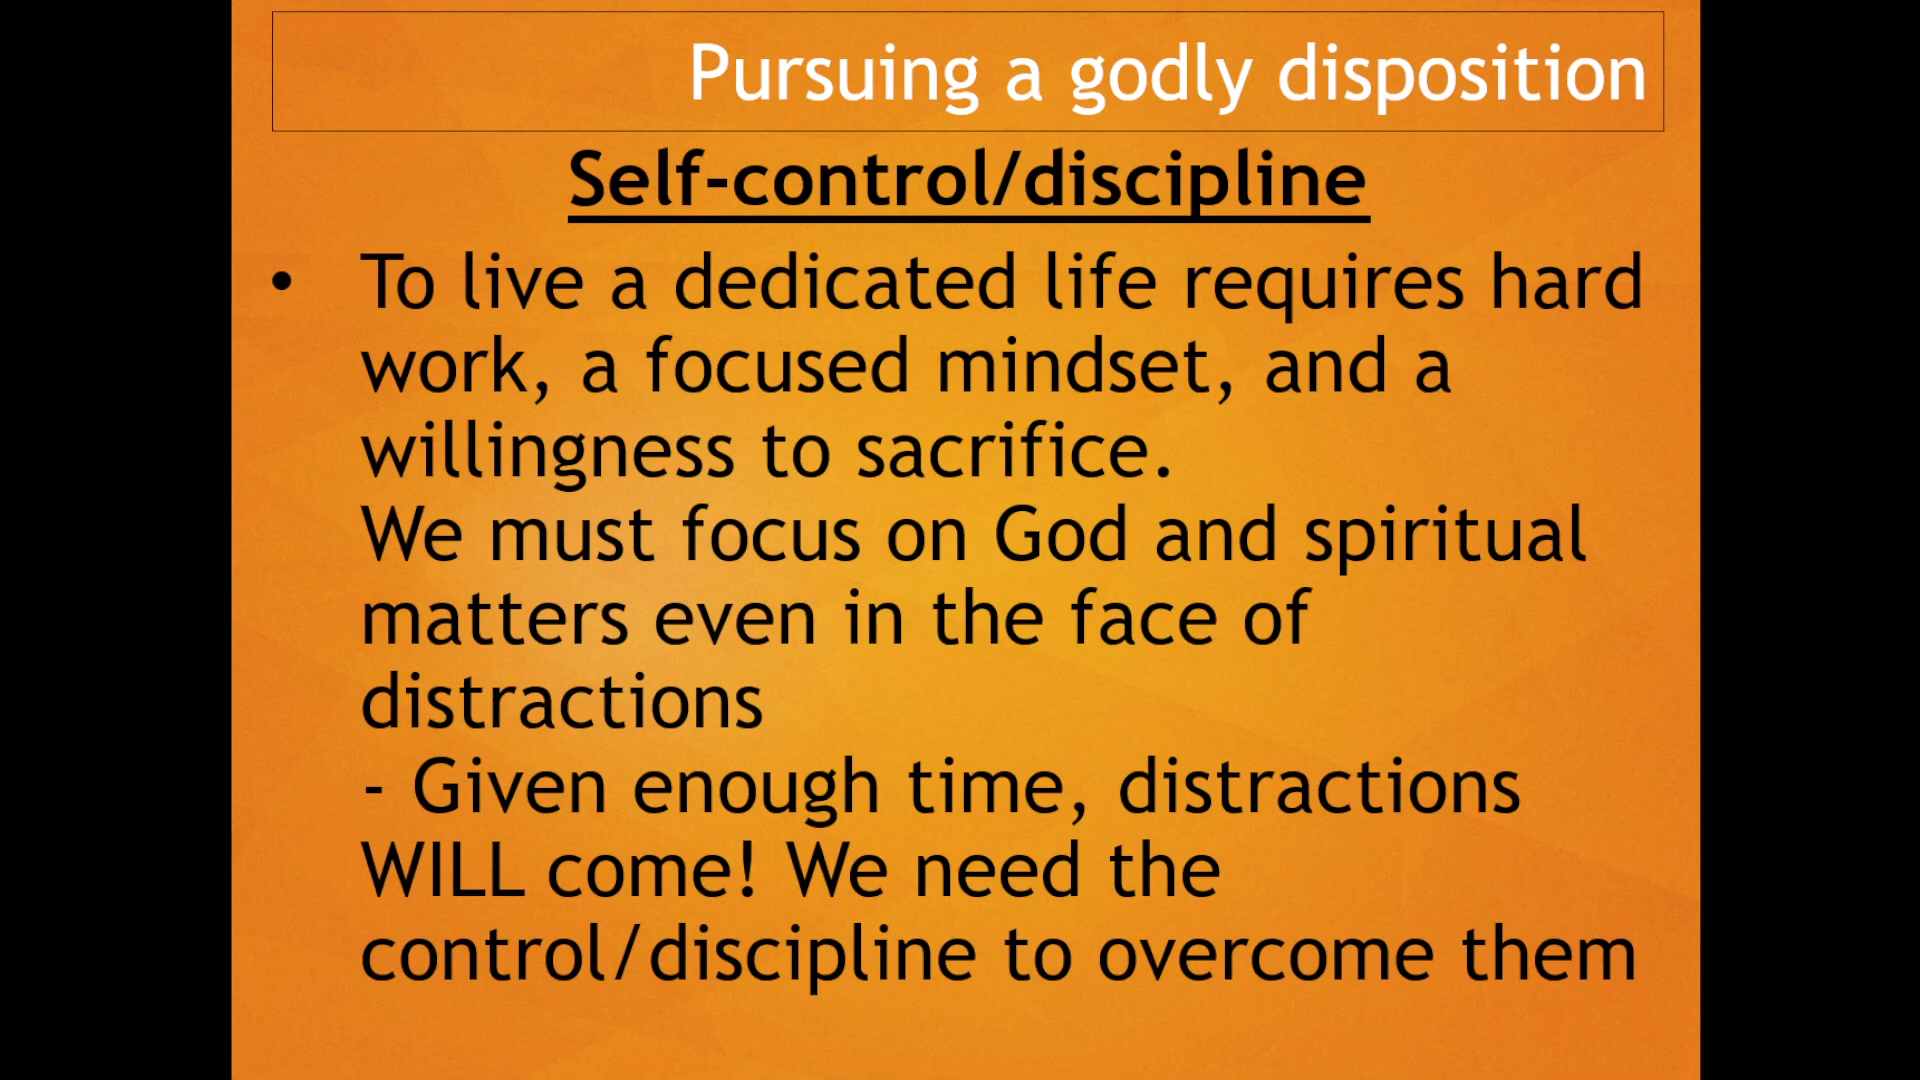 Pursuing a godly disposition
Self-control/discipline
• To live a dedicated life requires hard
work, a focused mindset, and a
willingness to sacrifice.
We must focus on God and spiritual
matters even in the face of
distractions
- Given enough time, distractions
WILL come! We need the
control/discipline to overcome them